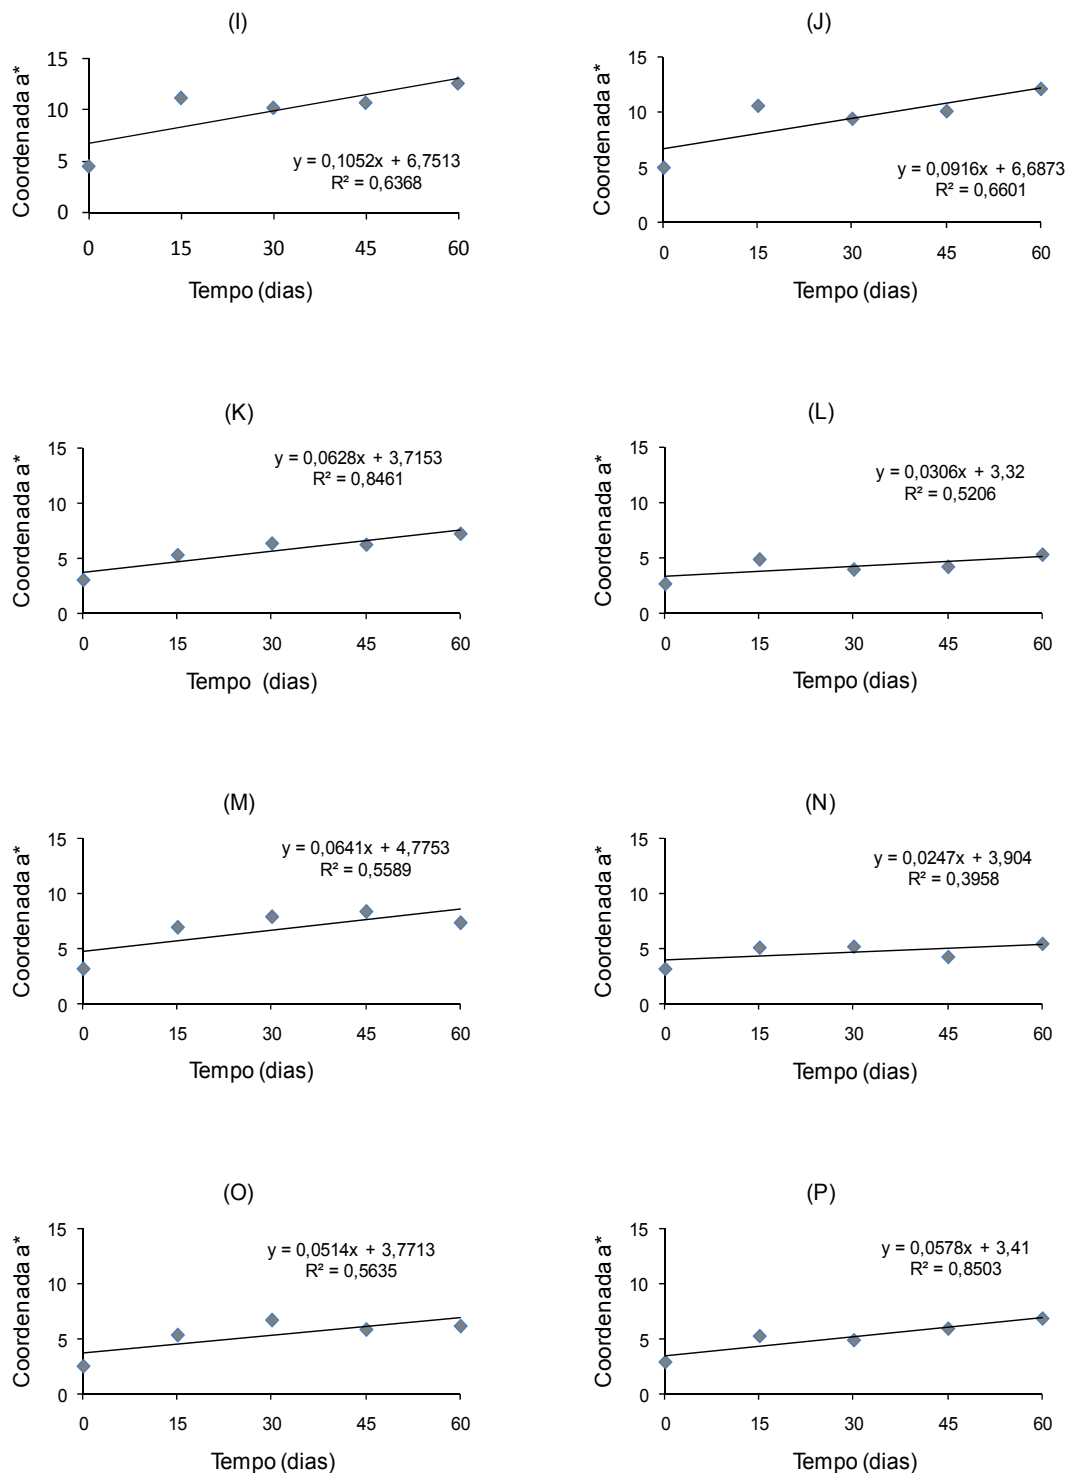 (I)
Coordenada a*
15
10
5
0
y = 0,1052x + 6,7513
R² = 0,6368
0 15 30 45 60
Tempo (dias)
(J)
Coordenada a*
15
10
5
0
y = 0,0916x + 6,6873
R² = 0,6601
0 15 30 45 60
Tempo (dias)
(K)
Coordenada a*
15
10
5
0
y = 0,0628x + 3,7153
R² = 0,8461
0 15 30 45 60
Tempo (dias)
(L)
Coordenada a*
15
10
5
0
y = 0,0306x + 3,32
R² = 0,5206
0 15 30 45 60
Tempo (dias)
(M)
Coordenada a*
15
10
5
0
y = 0,0641x + 4,7753
R² = 0,5589
0 15 30 45 60
Tempo (dias)
(N)
Coordenada a*
15
10
5
0
y = 0,0247x + 3,904
R² = 0,3958
0 15 30 45 60
Tempo (dias)
(O)
Coordenada a*
15
10
5
0
y = 0,0514x + 3,7713
R² = 0,5635
0 15 30 45 60
Tempo (dias)
(P)
Coordenada a*
15
10
5
0
y = 0,0578x + 3,41
R² = 0,8503
0 15 30 45 60
Tempo (dias)